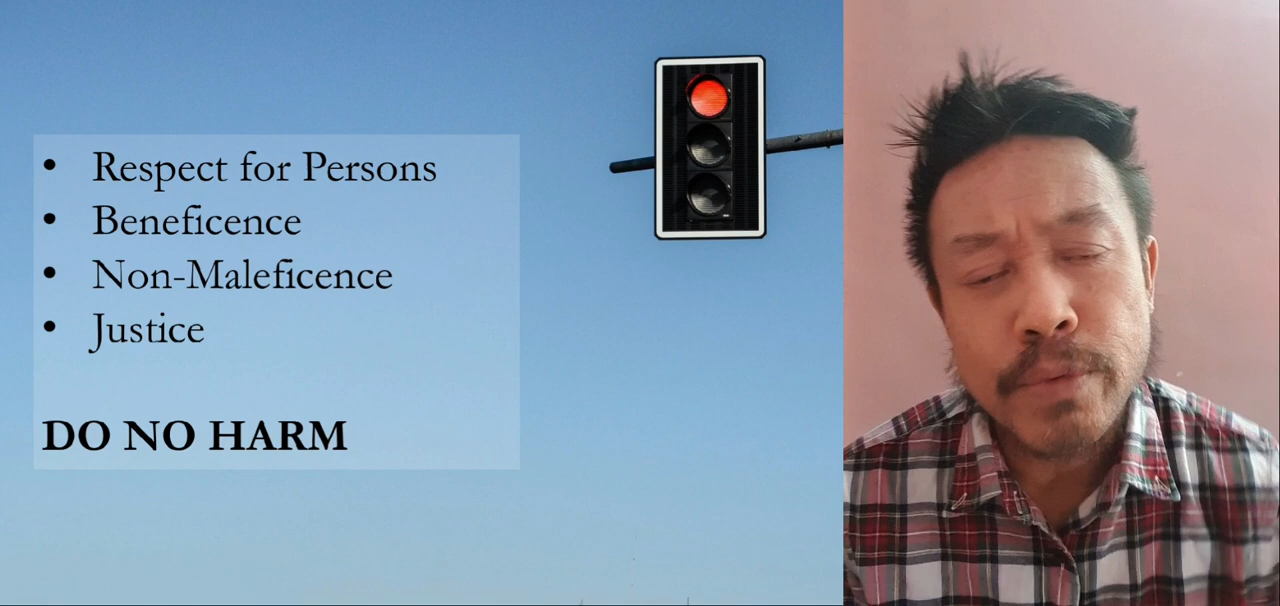 • Respect for Persons
• Beneficence
• Non-Maleficence
• Justice
DO NO HARM